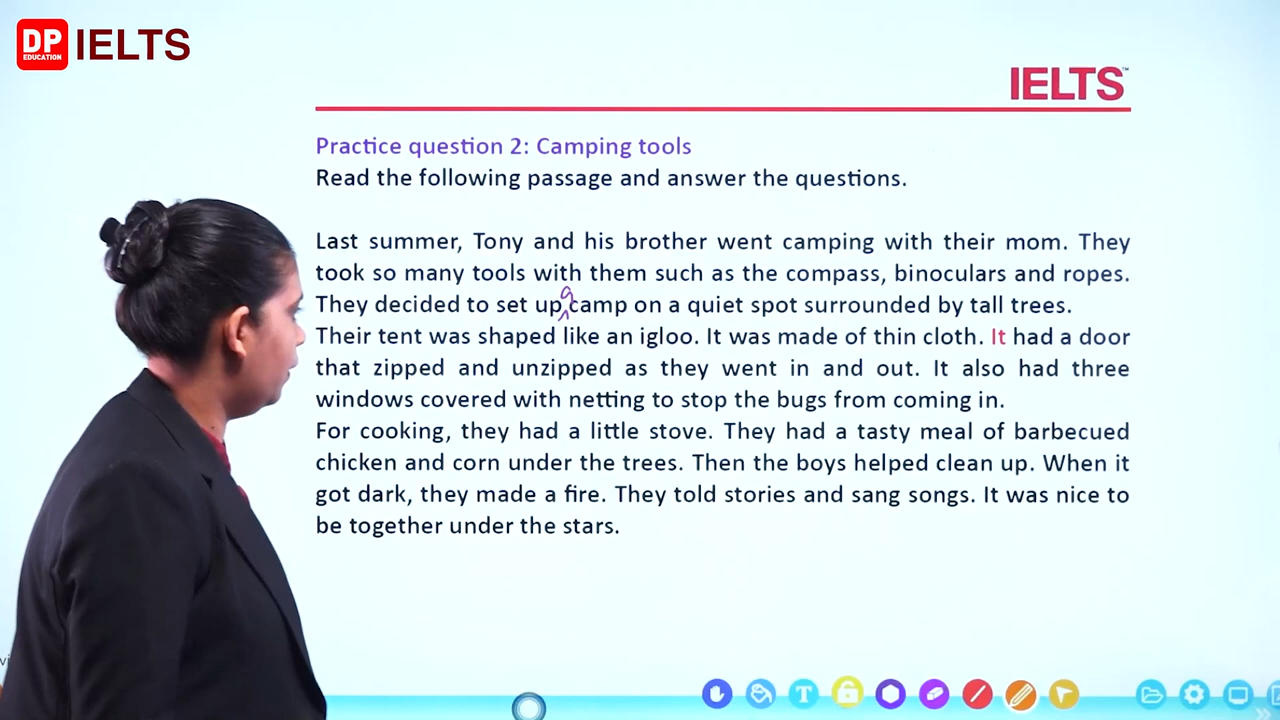 DP
EDUCATION
IELTS
IELTS™
Practice question 2: Camping tools
Read the following passage and answer the questions.
Last summer, Tony and his brother went camping with their mom. They
took so many tools with them such as the compass, binoculars and ropes.
They decided to set up a camp on a quiet spot surrounded by tall trees.
Their tent was shaped like an igloo. It was made of thin cloth. It had a door
that zipped and unzipped as they went in and out. It also had three
windows covered with netting to stop the bugs from coming in.
For cooking, they had a little stove. They had a tasty meal of barbecued
chicken and corn under the trees. Then the boys helped clean up. When it
got dark, they made a fire. They told stories and sang songs. It was nice to
be together under the stars.
T